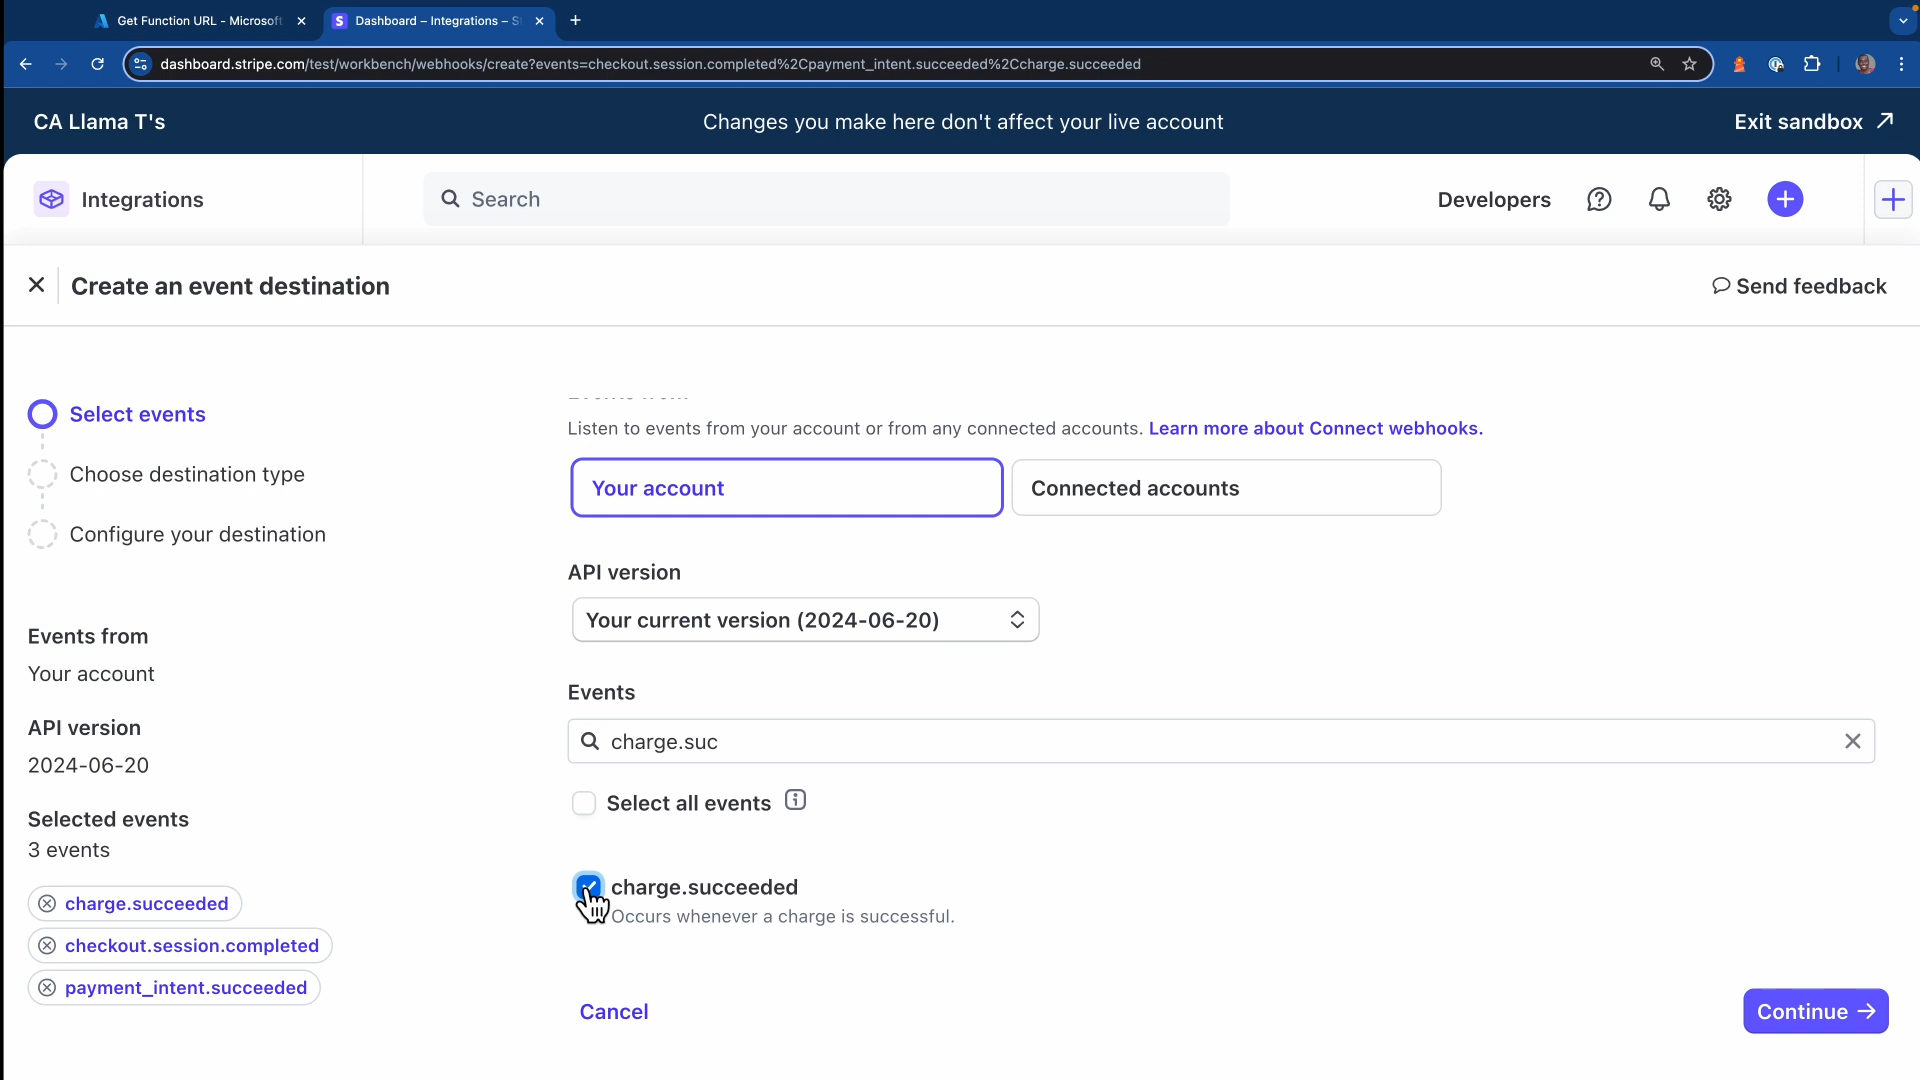 Get Function URL - Microsoft
Dashboard – Integrations – S
dashboard.stripe.com/test/workbench/webhooks/create?events=checkout.session.completed%2Cpayment_intent.succeeded%2Ccharge.succeeded
CA Llama T's
Changes you make here don't affect your live account
Exit sandbox
Integrations
Search
Developers
Create an event destination
Send feedback
Select events
Choose destination type
Configure your destination
Events from
Your account
API version
2024-06-20
Selected events
3 events
charge.succeeded
checkout.session.completed
payment_intent.succeeded
Listen to events from your account or from any connected accounts. Learn more about Connect webhooks.
Your account
Connected accounts
API version
Your current version (2024-06-20)
Events
charge.suc
Select all events
charge.succeeded
Occurs whenever a charge is successful.
Cancel
Continue